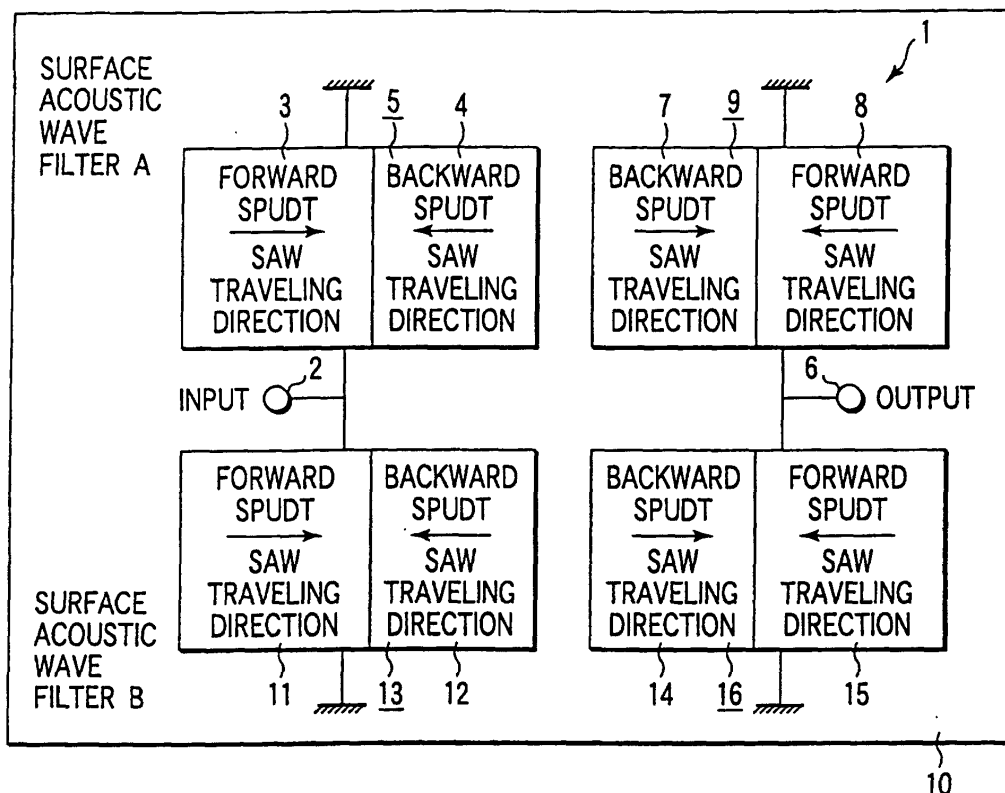 1
SURFACE
ACOUSTIC
WAVE
FILTER A
3
5
4
7
9
8
FORWARD
SPUDT
SAW
TRAVELING
DIRECTION
BACKWARD
SPUDT
SAW
TRAVELING
DIRECTION
BACKWARD
SPUDT
SAW
TRAVELING
DIRECTION
FORWARD
SPUDT
SAW
TRAVELING
DIRECTION
INPUT
2
6
OUTPUT
FORWARD
SPUDT
SAW
TRAVELING
DIRECTION
BACKWARD
SPUDT
SAW
TRAVELING
DIRECTION
BACKWARD
SPUDT
SAW
TRAVELING
DIRECTION
FORWARD
SPUDT
SAW
TRAVELING
DIRECTION
SURFACE
ACOUSTIC
WAVE
FILTER B
11
13
12
14
16
15
10